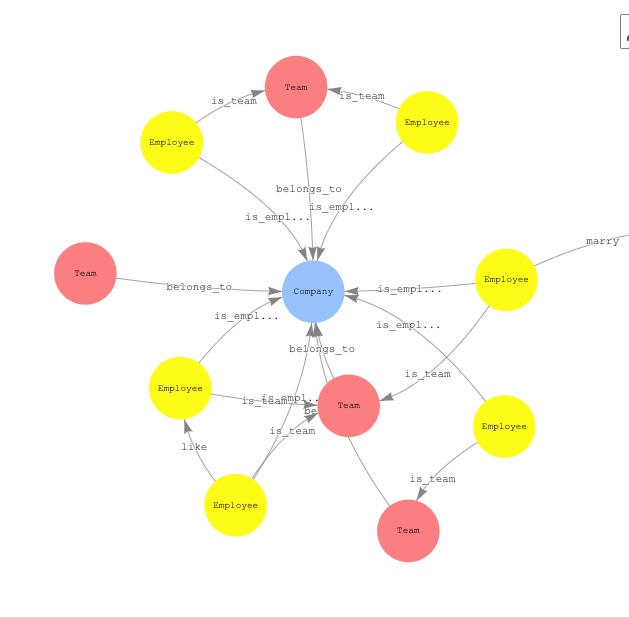 Team
is_team
is_team
Employee
Employee
belongs_to
is_empl...
is_empl...
marry
Team
belongs_to
Company
is_empl...
Employee
is_empl...
is_empl...
belongs_to
is_team
Employee
is_team
is_empl...
Team
Employee
is_team
like
is_team
Employee
Team